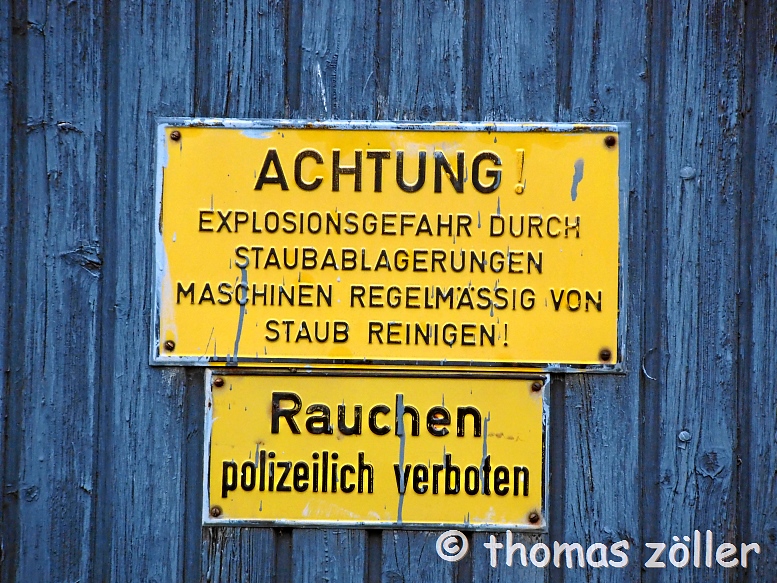 ACHTUNG!
EXPLOSIONSGEFAHR DURCH
STAUBABLAGERUNGEN
MASCHINEN REGELMÄSSIG VON
STAUB REINIGEN!
Rauchen
polizeilich verboten
© thomas zöller